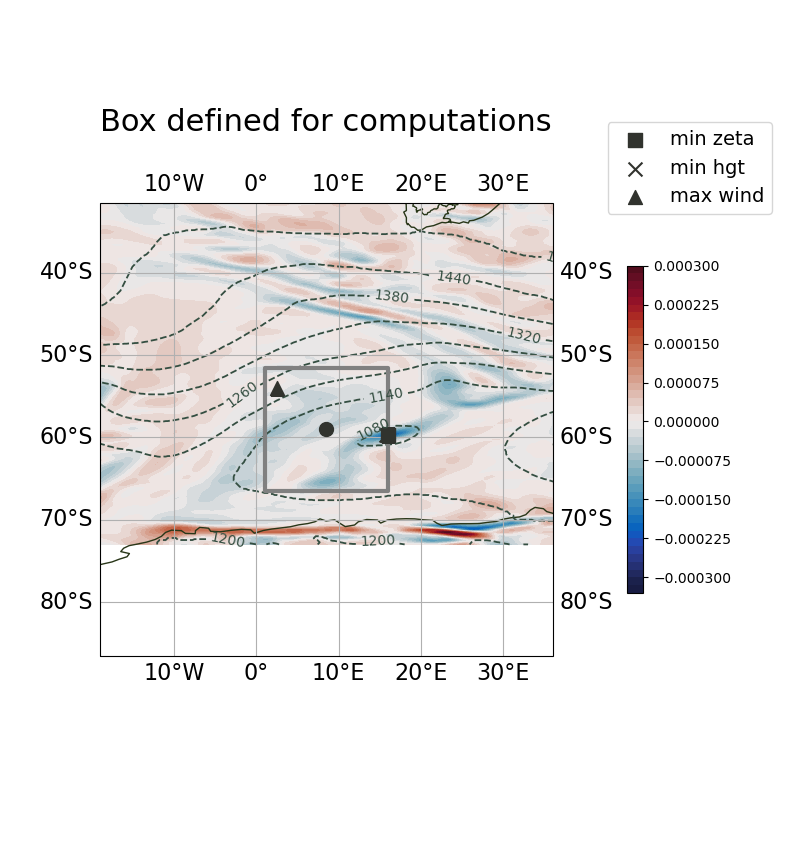 Box defined for computations
min zeta
min hgt
max wind
10°W 0° 10°E 20°E 30°E
40°S 40°S
50°S 50°S
60°S 60°S
70°S 70°S
80°S 80°S
10°W 0° 10°E 20°E 30°E
1440
1380
1320
1260
1140
1080
1200
1200
0.000300
0.000225
0.000150
0.000075
0.000000
−0.000075
−0.000150
−0.000225
−0.000300